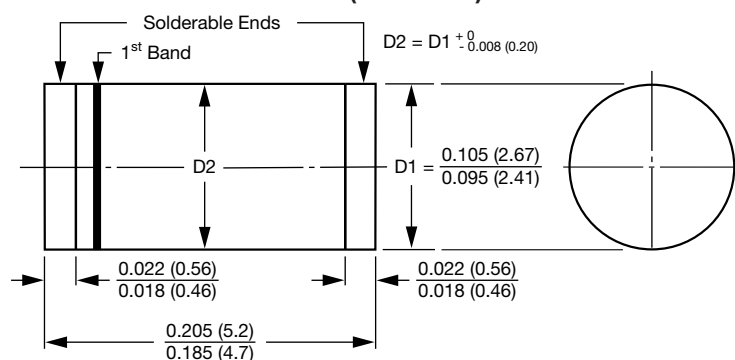 Solderable Ends
1st Band
D2 = D1 + 0
- 0.008 (0.20)
D2
D1 = 0.105 (2.67)
0.095 (2.41)
0.022 (0.56)
0.018 (0.46)
0.022 (0.56)
0.018 (0.46)
0.205 (5.2)
0.185 (4.7)